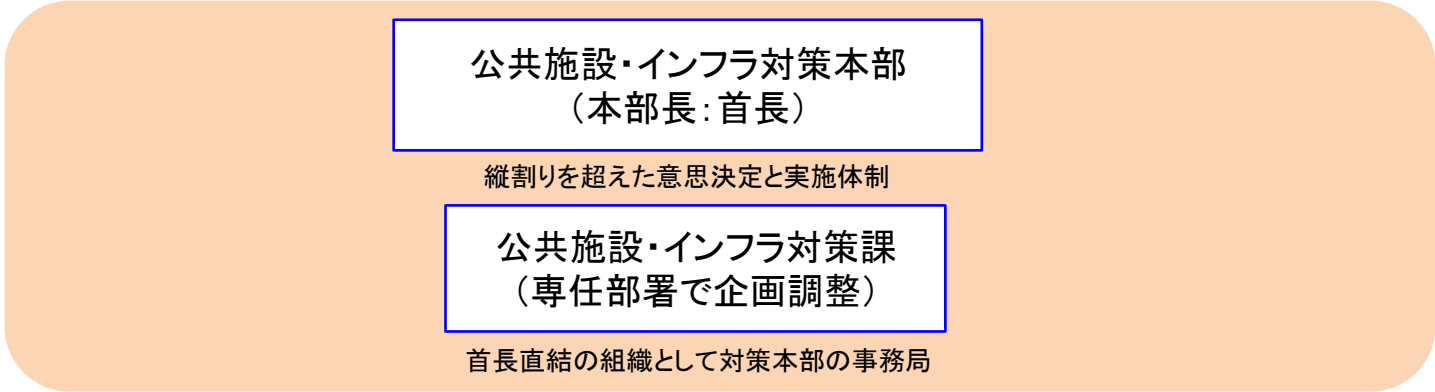 公共施設・インフラ対策本部
（本部長：首長）
縦割りを超えた意思決定と実施体制
公共施設・インフラ対策課
（専任部署で企画調整）
首長直結の組織として対策本部の事務局